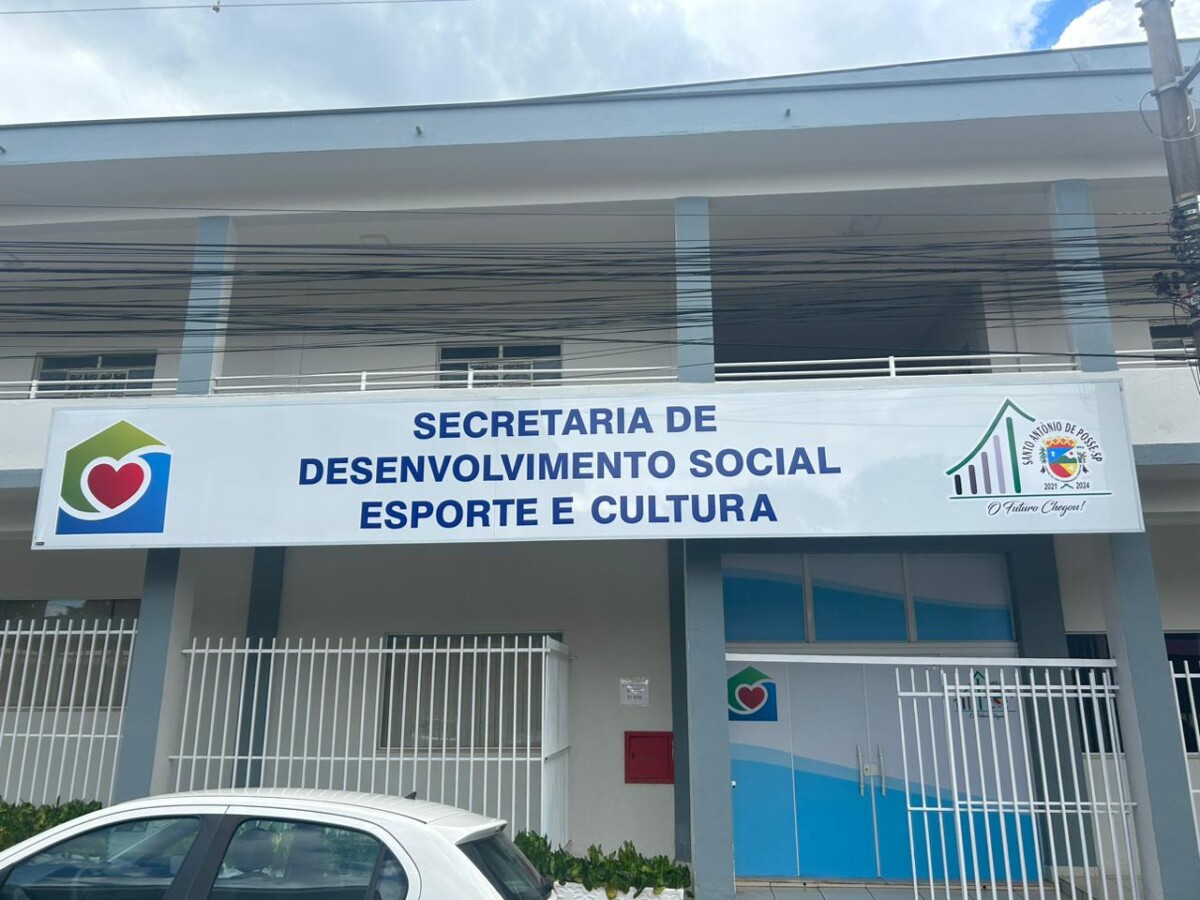 SECRETARIA DE
DESENVOLVIMENTO SOCIAL
ESPORTE E CULTURA
SANTO ANTÔNIO DE POSSE-SP
2021 2024
O Futuro Chegou!